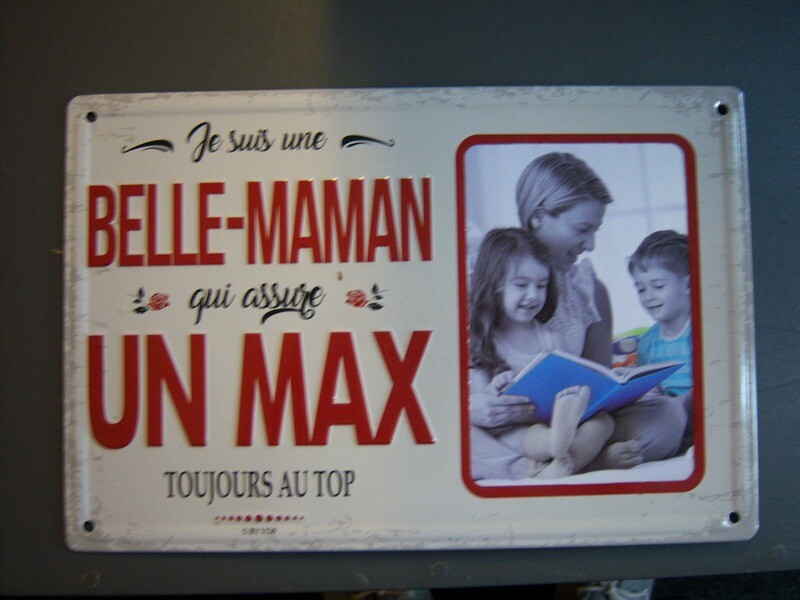 Je suis une
BELLE-MAMAN
qui assure
UN MAX
TOUJOURS AU TOP